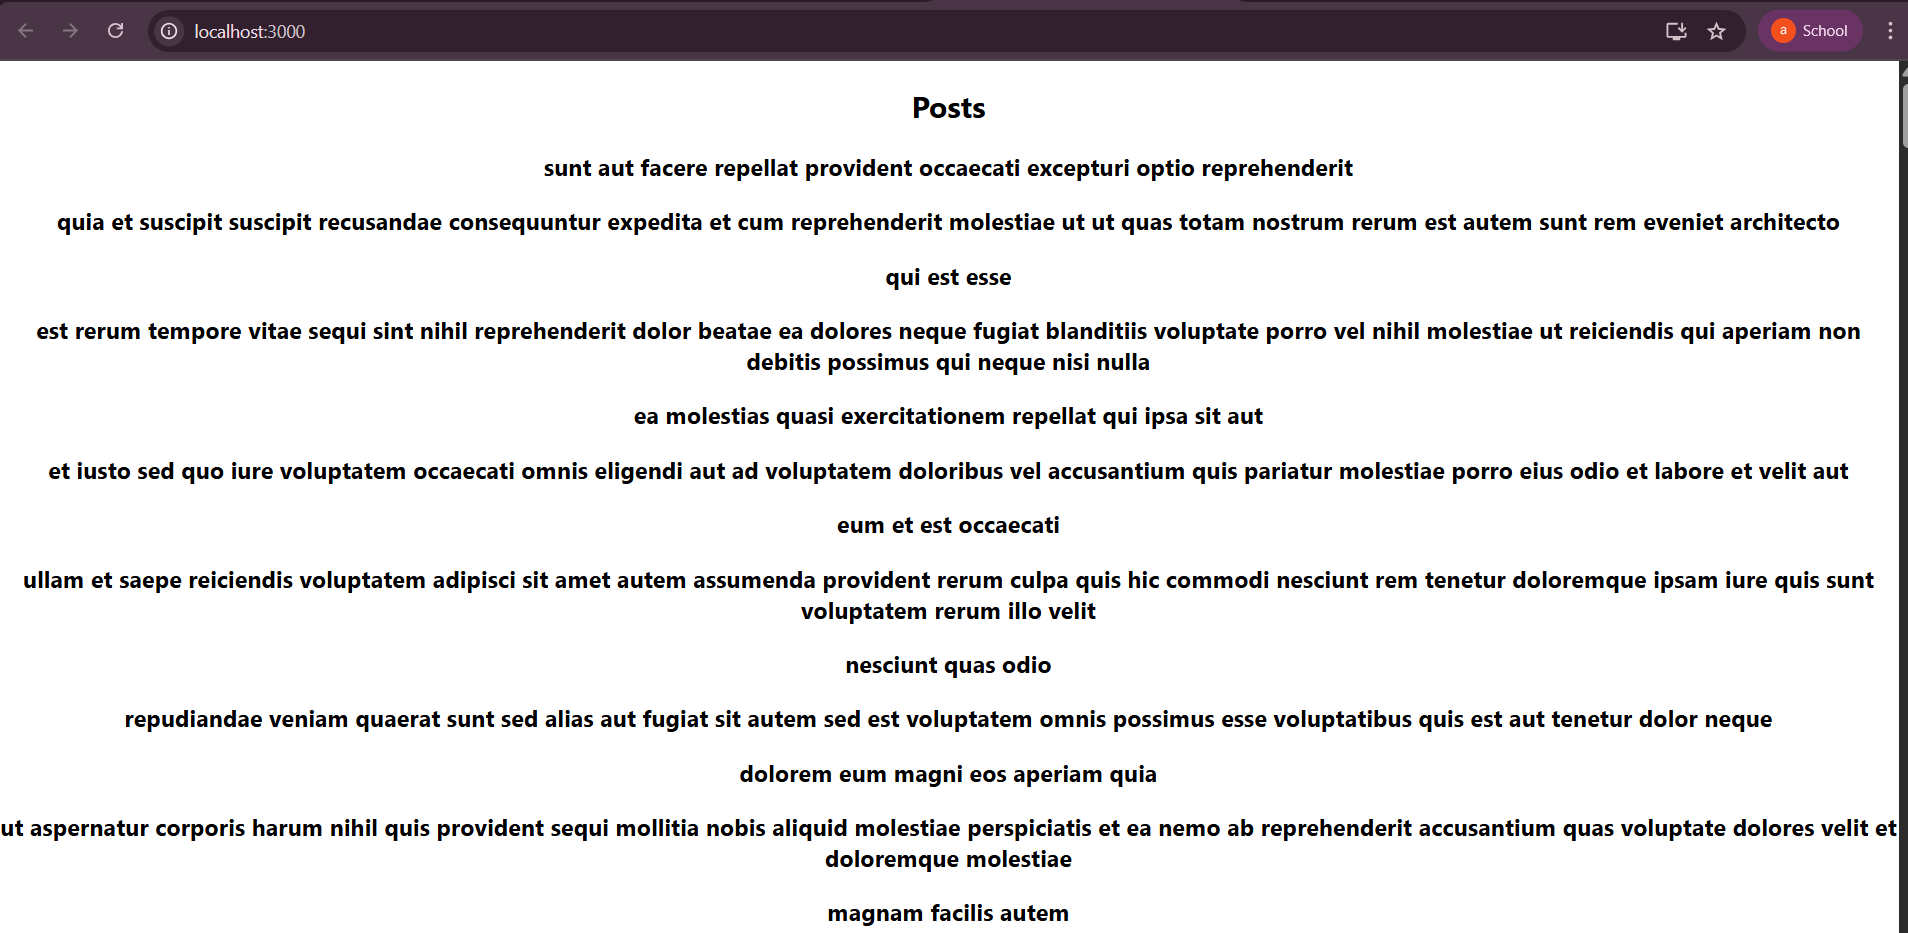 localhost:3000
a School
Posts
sunt aut facere repellat provident occaecati excepturi optio reprehenderit
quia et suscipit suscipit recusandae consequuntur expedita et cum reprehenderit molestiae ut ut quas totam nostrum rerum est autem sunt rem eveniet architecto
qui est esse
est rerum tempore vitae sequi sint nihil reprehenderit dolor beatae ea dolores neque fugiat blanditiis voluptate porro vel nihil molestiae ut reiciendis qui aperiam non
debitis possimus qui neque nisi nulla
ea molestias quasi exercitationem repellat qui ipsa sit aut
et iusto sed quo iure voluptatem occaecati omnis eligendi aut ad voluptatem doloribus vel accusantium quis pariatur molestiae porro eius odio et labore et velit aut
eum et est occaecati
ullam et saepe reiciendis voluptatem adipisci sit amet autem assumenda provident rerum culpa quis hic commodi nesciunt rem tenetur doloremque ipsam iure quis sunt
voluptatem rerum illo velit
nesciunt quas odio
repudiandae veniam quaerat sunt sed alias aut fugiat sit autem sed est voluptatem omnis possimus esse voluptatibus quis est aut tenetur dolor neque
dolorem eum magni eos aperiam quia
ut aspernatur corporis harum nihil quis provident sequi mollitia nobis aliquid molestiae perspiciatis et ea nemo ab reprehenderit accusantium quas voluptate dolores velit et
doloremque molestiae
magnam facilis autem